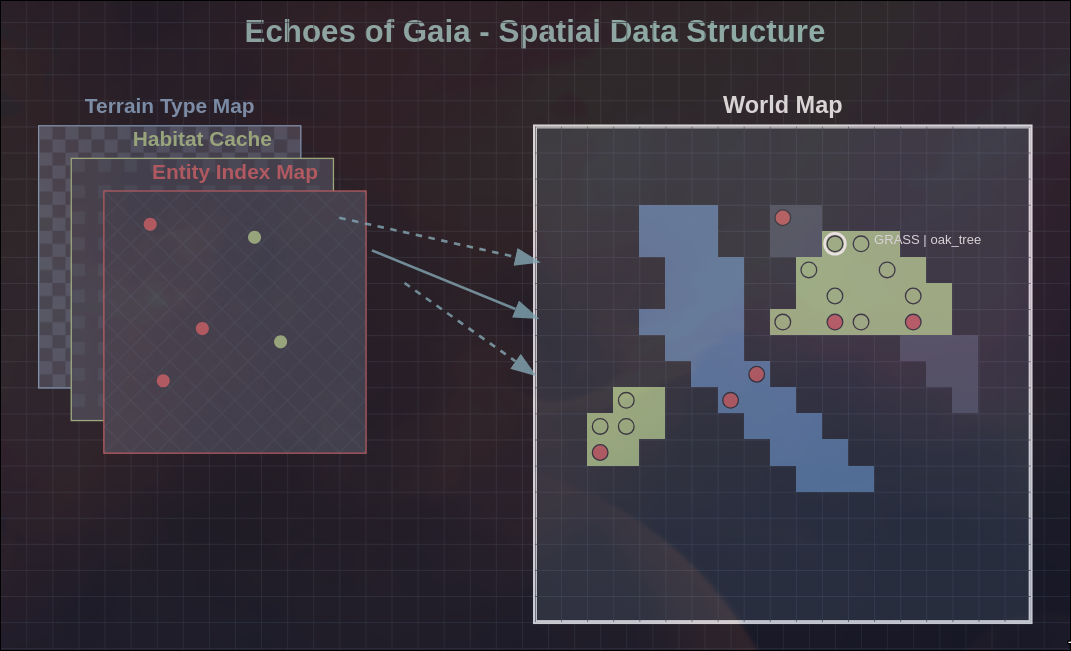 Echoes of Gaia - Spatial Data Structure
Terrain Type Map
Habitat Cache
Entity Index Map
World Map
GRASS | oak_tree